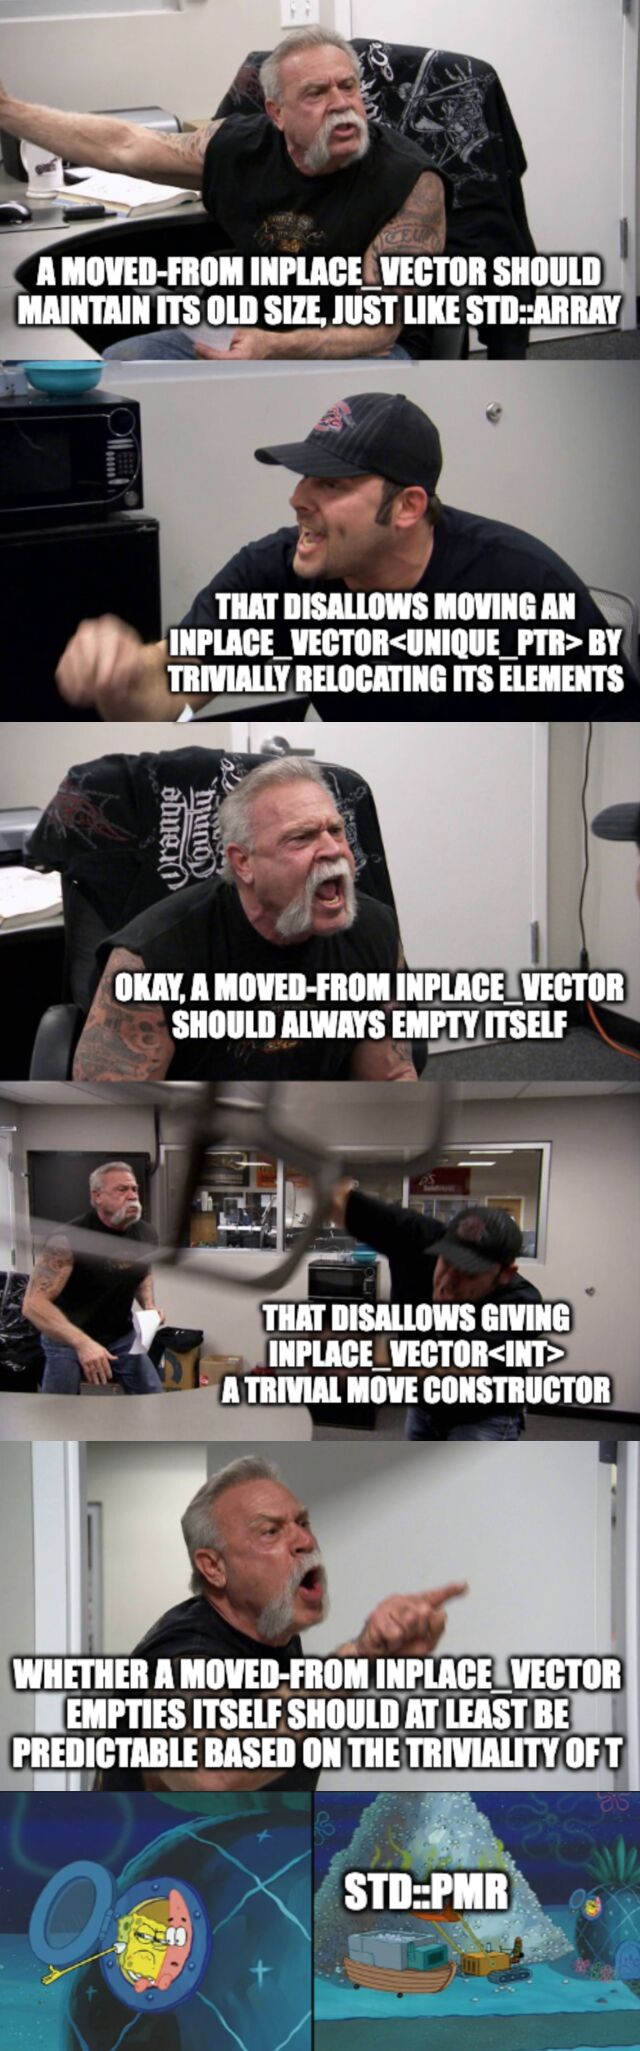 A MOVED-FROM INPLACE_VECTOR SHOULD
MAINTAIN ITS OLD SIZE, JUST LIKE STD::ARRAY
THAT DISALLOWS MOVING AN
INPLACE_VECTOR<UNIQUE_PTR> BY
TRIVIALLY RELOCATING ITS ELEMENTS
Orange
County
OKAY, A MOVED-FROM INPLACE_VECTOR
SHOULD ALWAYS EMPTY ITSELF
THAT DISALLOWS GIVING
INPLACE_VECTOR<INT>
A TRIVIAL MOVE CONSTRUCTOR
WHETHER A MOVED-FROM INPLACE_VECTOR
EMPTIES ITSELF SHOULD AT LEAST BE
PREDICTABLE BASED ON THE TRIVIALITY OF T
STD::PMR